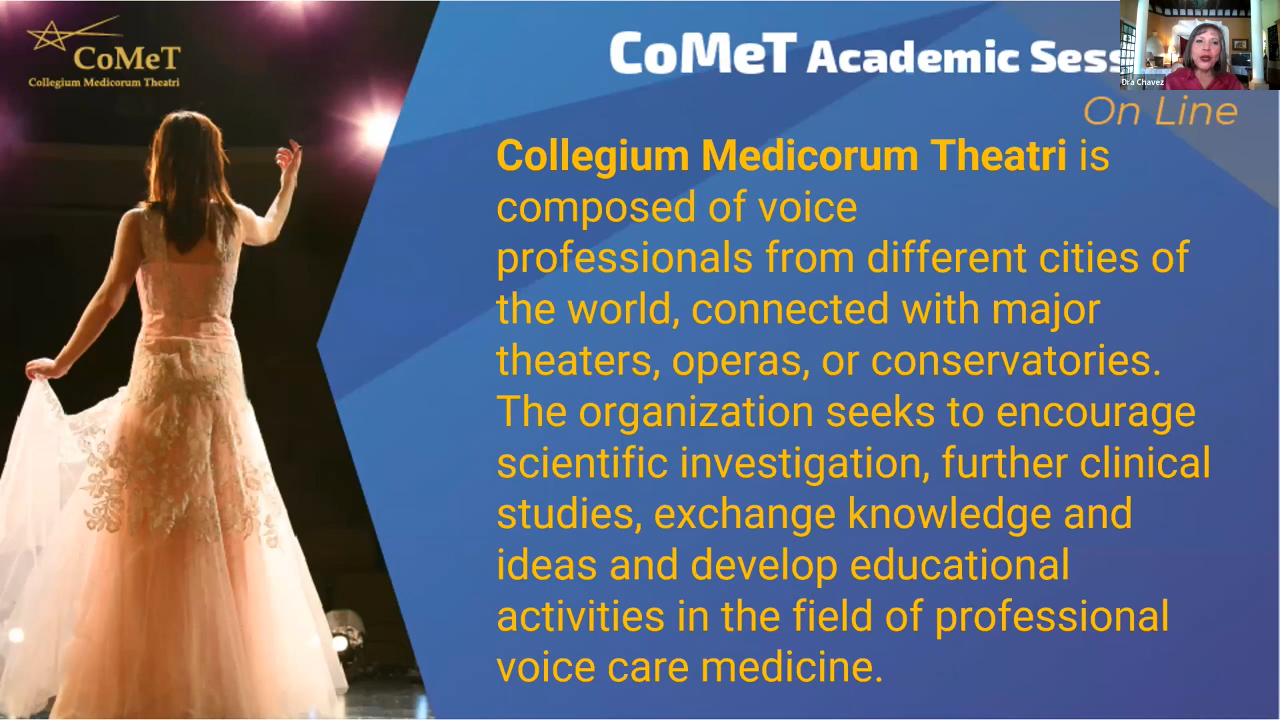 CoMeT
Collegium Medicorum Theatri
CoMeT Academic Sess
Dra Chavez
On Line
Collegium Medicorum Theatri is
composed of voice
professionals from different cities of
the world, connected with major
theaters, operas, or conservatories.
The organization seeks to encourage
scientific investigation, further clinical
studies, exchange knowledge and
ideas and develop educational
activities in the field of professional
voice care medicine.